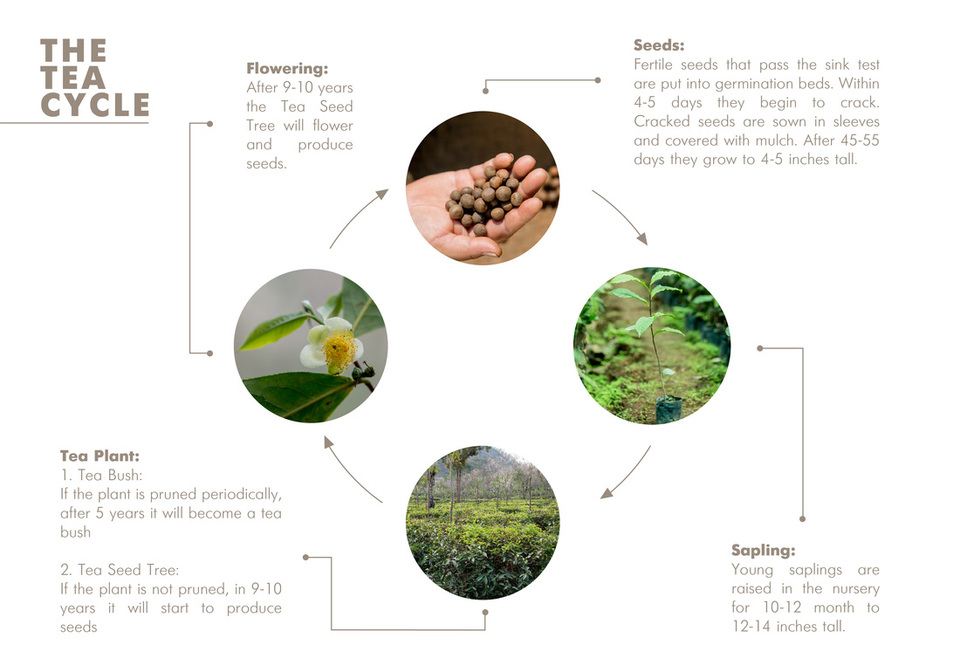 THE
TEA
CYCLE
Flowering:
After 9-10 years
the Tea Seed
Tree will flower
and produce
seeds.
Seeds:
Fertile seeds that pass the sink test
are put into germination beds. Within
4-5 days they begin to crack.
Cracked seeds are sown in sleeves
and covered with mulch. After 45-55
days they grow to 4-5 inches tall.
Tea Plant:
1. Tea Bush:
If the plant is pruned periodically,
after 5 years it will become a tea
bush
2. Tea Seed Tree:
If the plant is not pruned, in 9-10
years it will start to produce
seeds
Sapling:
Young saplings are
raised in the nursery
for 10-12 month to
12-14 inches tall.